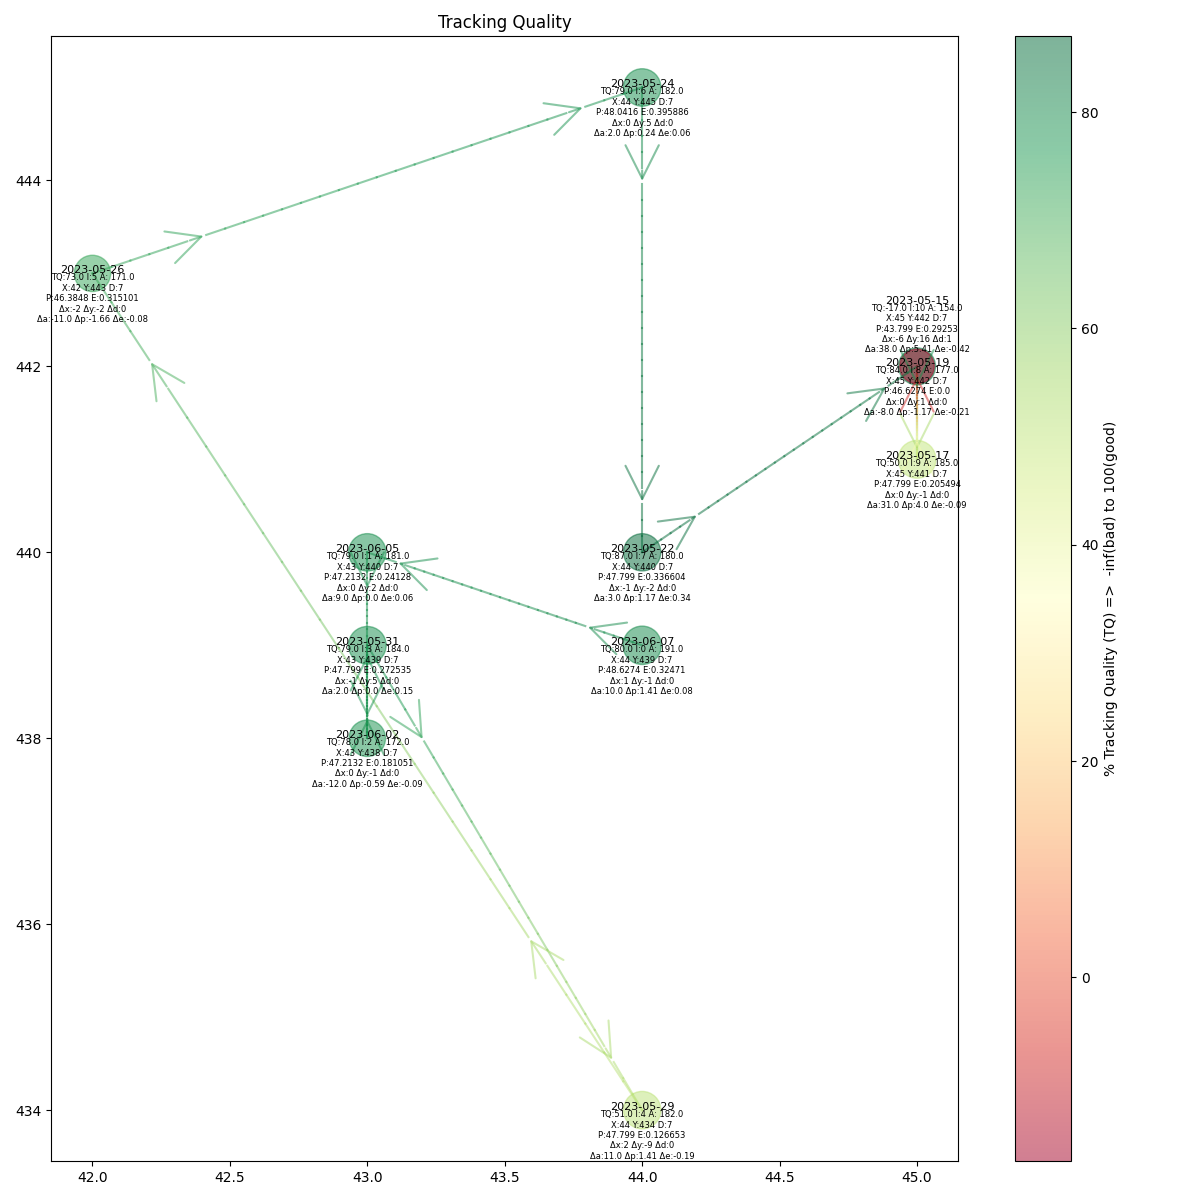 Tracking Quality
2023-05-24
TQ:79.0 I:6 A: 182.0
X:44 Y:445 D:7
P:48.0416 E:0.395886
Δx:0 Δy:5 Δd:0
Δa:2.0 Δp:0.24 Δe:0.06
2023-05-26
TQ:73.0 I:5 A: 171.0
X:42 Y:443 D:7
P:46.3848 E:0.315101
Δx:-2 Δy:-2 Δd:0
Δa:-11.0 Δp:-1.66 Δe:-0.08
2023-05-15
TQ:-17.0 I:10 A: 154.0
X:45 Y:442 D:7
P:43.799 E:0.29253
Δx:-6 Δy:16 Δd:1
Δa:38.0 Δp:5.41 Δe:-0.42
2023-05-19
TQ:84.0 I:8 A: 177.0
X:45 Y:442 D:7
P:46.6274 E:0.0
Δx:0 Δy:1 Δd:0
Δa:-8.0 Δp:-1.17 Δe:-0.21
2023-05-17
TQ:50.0 I:9 A: 185.0
X:45 Y:441 D:7
P:47.799 E:0.205494
Δx:0 Δy:-1 Δd:0
Δa:31.0 Δp:4.0 Δe:-0.09
2023-06-05
TQ:79.0 I:1 A: 181.0
X:43 Y:440 D:7
P:47.2132 E:0.24128
Δx:0 Δy:2 Δd:0
Δa:9.0 Δp:0.0 Δe:0.06
2023-05-22
TQ:87.0 I:7 A: 180.0
X:44 Y:440 D:7
P:47.799 E:0.336604
Δx:-1 Δy:-2 Δd:0
Δa:3.0 Δp:1.17 Δe:0.34
2023-05-31
TQ:79.0 I:3 A: 184.0
X:43 Y:439 D:7
P:47.799 E:0.272535
Δx:-1 Δy:5 Δd:0
Δa:2.0 Δp:0.0 Δe:0.15
2023-06-07
TQ:80.0 I:0 A: 191.0
X:44 Y:439 D:7
P:48.6274 E:0.32471
Δx:1 Δy:-1 Δd:0
Δa:10.0 Δp:1.41 Δe:0.08
2023-06-02
TQ:78.0 I:2 A: 172.0
X:43 Y:438 D:7
P:47.2132 E:0.181051
Δx:0 Δy:-1 Δd:0
Δa:-12.0 Δp:-0.59 Δe:-0.09
2023-05-29
TQ:51.0 I:4 A: 182.0
X:44 Y:434 D:7
P:47.799 E:0.126653
Δx:2 Δy:-9 Δd:0
Δa:11.0 Δp:1.41 Δe:-0.19
444
442
440
438
436
434
42.0 42.5 43.0 43.5 44.0 44.5 45.0
80
60
40
20
0
% Tracking Quality (TQ) => -inf(bad) to 100(good)